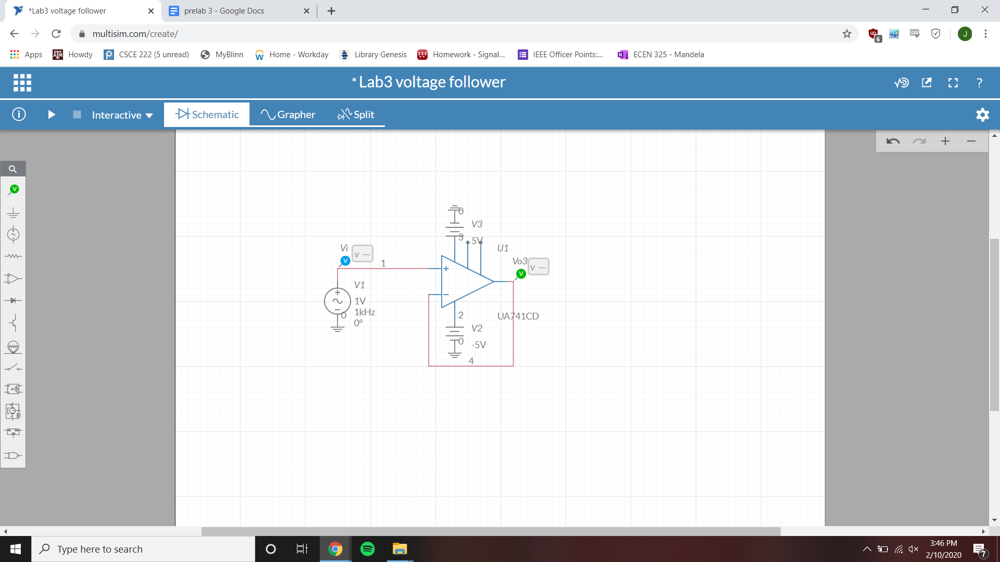 *Lab3 voltage follower
prelab 3 - Google Docs
multisim.com/create/
6
J
Apps
Howdy
CSCE 222 (5 unread)
MyBlinn
Home - Workday
Library Genesis
Homework - Signal...
IEEE Officer Points:...
ECEN 325 - Mandela
* Lab3 voltage follower
?
Interactive
Schematic
Grapher
Split
V
0
V3
3
5V
U1
Vi
V
v —
1
Vo3
V
v —
+
−
V1
1V
1kHz
0°
0
2
UA741CD
V2
0
-5V
4
Type here to search
3:46 PM
2/10/2020
7